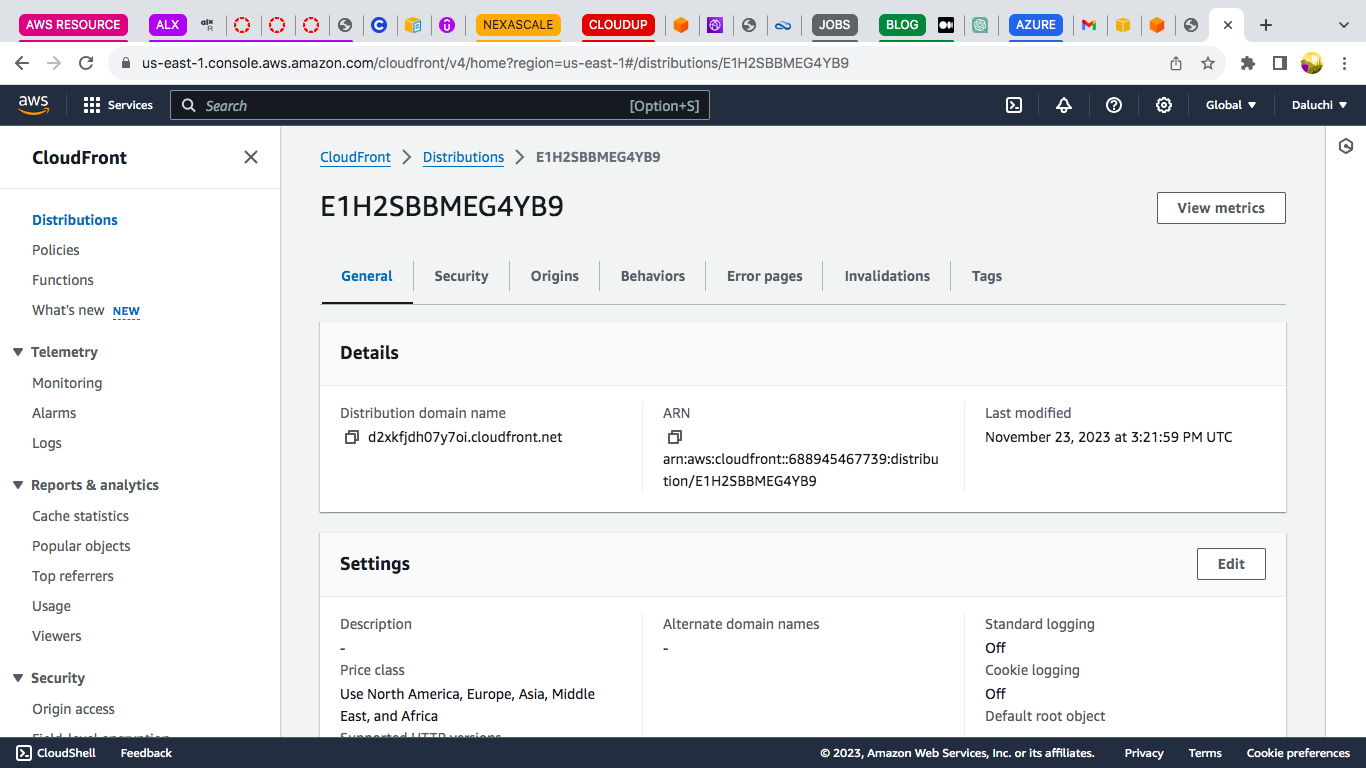 AWS RESOURCE
ALX
NEXASCALE
CLOUDUP
JOBS
BLOG
AZURE
us-east-1.console.aws.amazon.com/cloudfront/v4/home?region=us-east-1#/distributions/E1H2SBBMEG4YB9
aws
Services
Search
[Option+S]
Global
Daluchi
CloudFront
Distributions
Policies
Functions
What's new NEW
Telemetry
Monitoring
Alarms
Logs
Reports & analytics
Cache statistics
Popular objects
Top referrers
Usage
Viewers
Security
Origin access
CloudFront
Distributions
E1H2SBBMEG4YB9
E1H2SBBMEG4YB9
View metrics
General
Security
Origins
Behaviors
Error pages
Invalidations
Tags
Details
Distribution domain name
d2xkfjdh07y7oi.cloudfront.net
ARN
arn:aws:cloudfront::688945467739:distribu
tion/E1H2SBBMEG4YB9
Last modified
November 23, 2023 at 3:21:59 PM UTC
Settings
Edit
Description
-
Price class
Use North America, Europe, Asia, Middle
East, and Africa
Supported HTTP versions
Alternate domain names
-
Standard logging
Off
Cookie logging
Off
Default root object
CloudShell
Feedback
© 2023, Amazon Web Services, Inc. or its affiliates.
Privacy
Terms
Cookie preferences